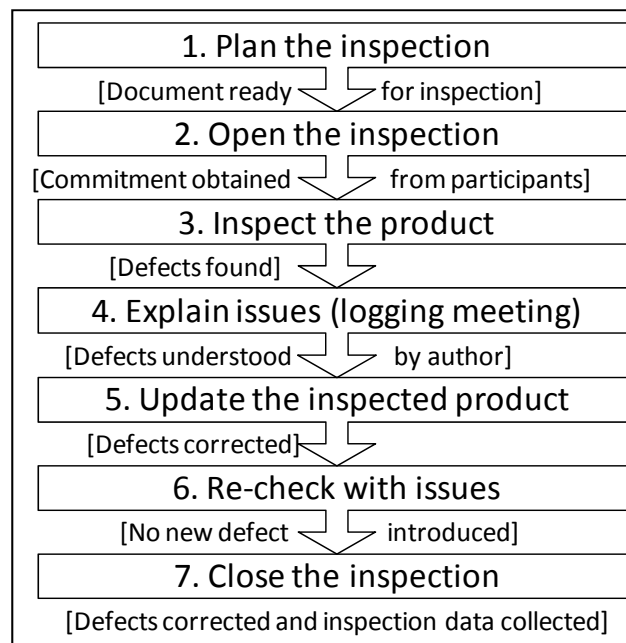 1. Plan the inspection
[Document ready for inspection]
2. Open the inspection
[Commitment obtained from participants]
3. Inspect the product
[Defects found]
4. Explain issues (logging meeting)
[Defects understood by author]
5. Update the inspected product
[Defects corrected]
6. Re-check with issues
[No new defect introduced]
7. Close the inspection
[Defects corrected and inspection data collected]